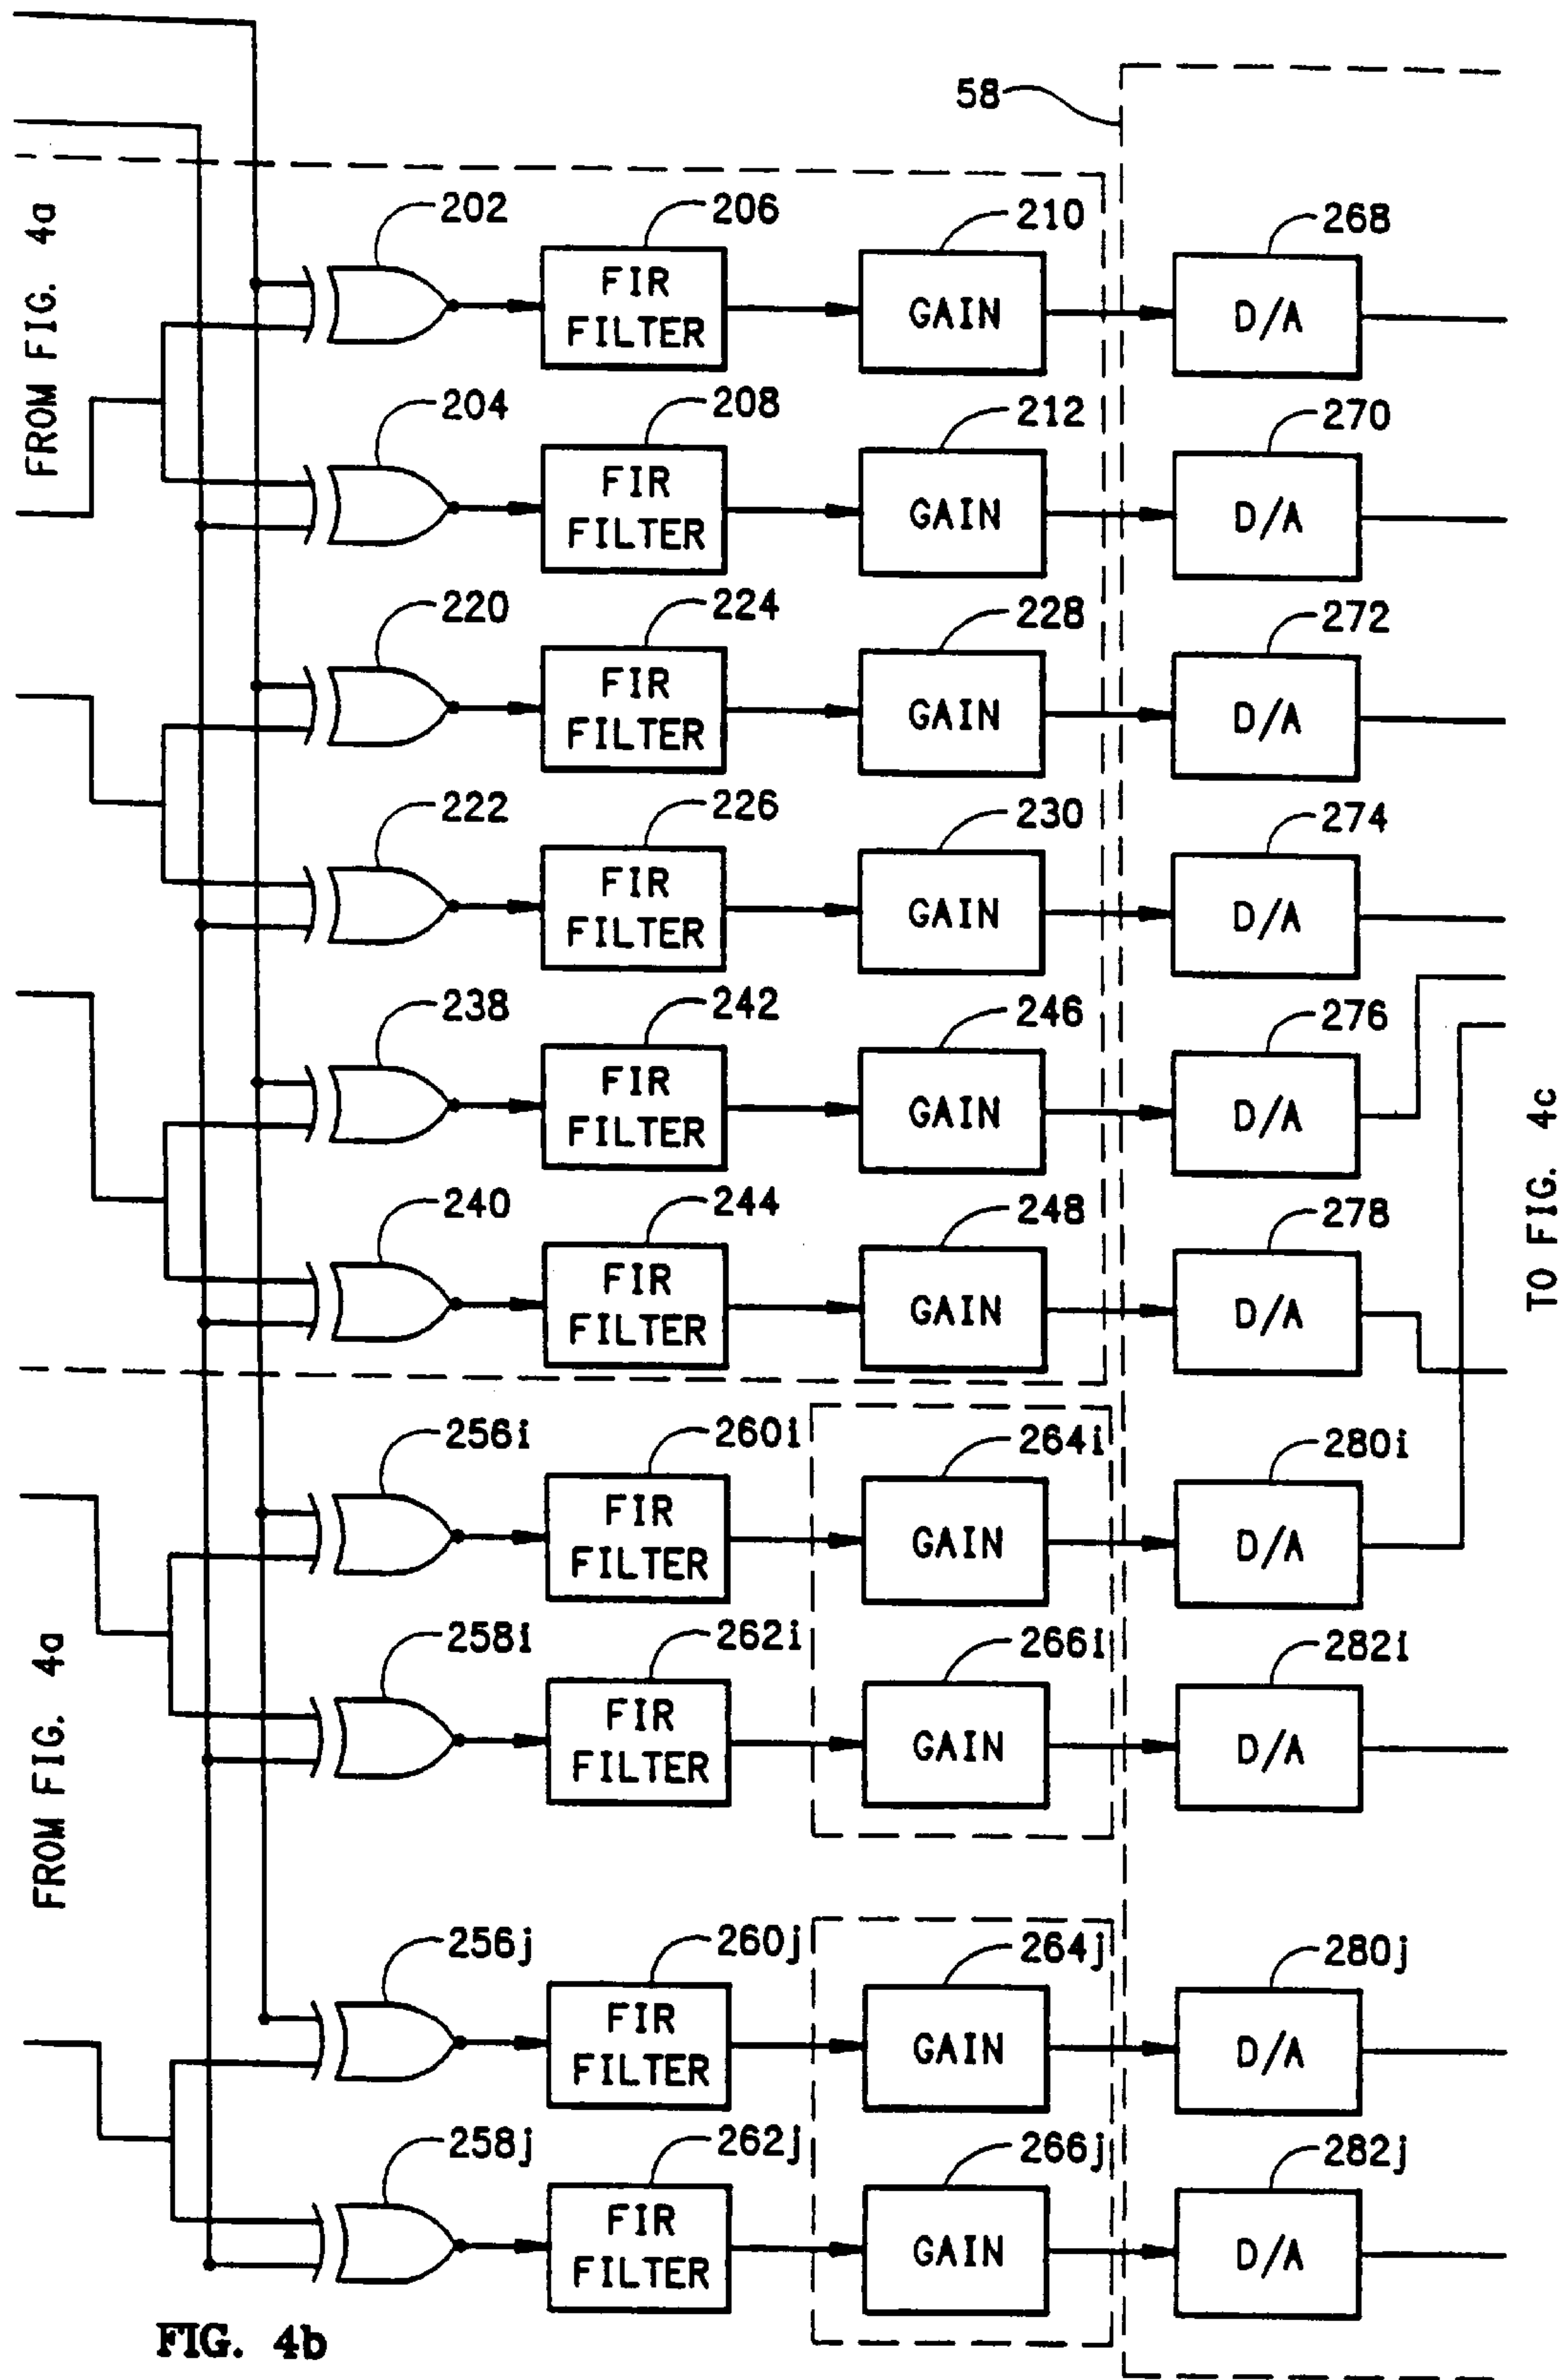 58
FROM FIG. 4a
202
206
210
268
FIR
FILTER
GAIN
D/A
204
208
212
270
FIR
FILTER
GAIN
D/A
220
224
228
272
FIR
FILTER
GAIN
D/A
222
226
230
274
FIR
FILTER
GAIN
D/A
238
242
246
276
FIR
FILTER
GAIN
D/A
TO FIG. 4c
240
244
248
278
FIR
FILTER
GAIN
D/A
256i
260i
264i
280i
FIR
FILTER
GAIN
D/A
FROM FIG. 4a
258i
262i
266i
282i
FIR
FILTER
GAIN
D/A
256j
260j
264j
280j
FIR
FILTER
GAIN
D/A
258j
262j
266j
282j
FIR
FILTER
GAIN
D/A
FIG. 4b